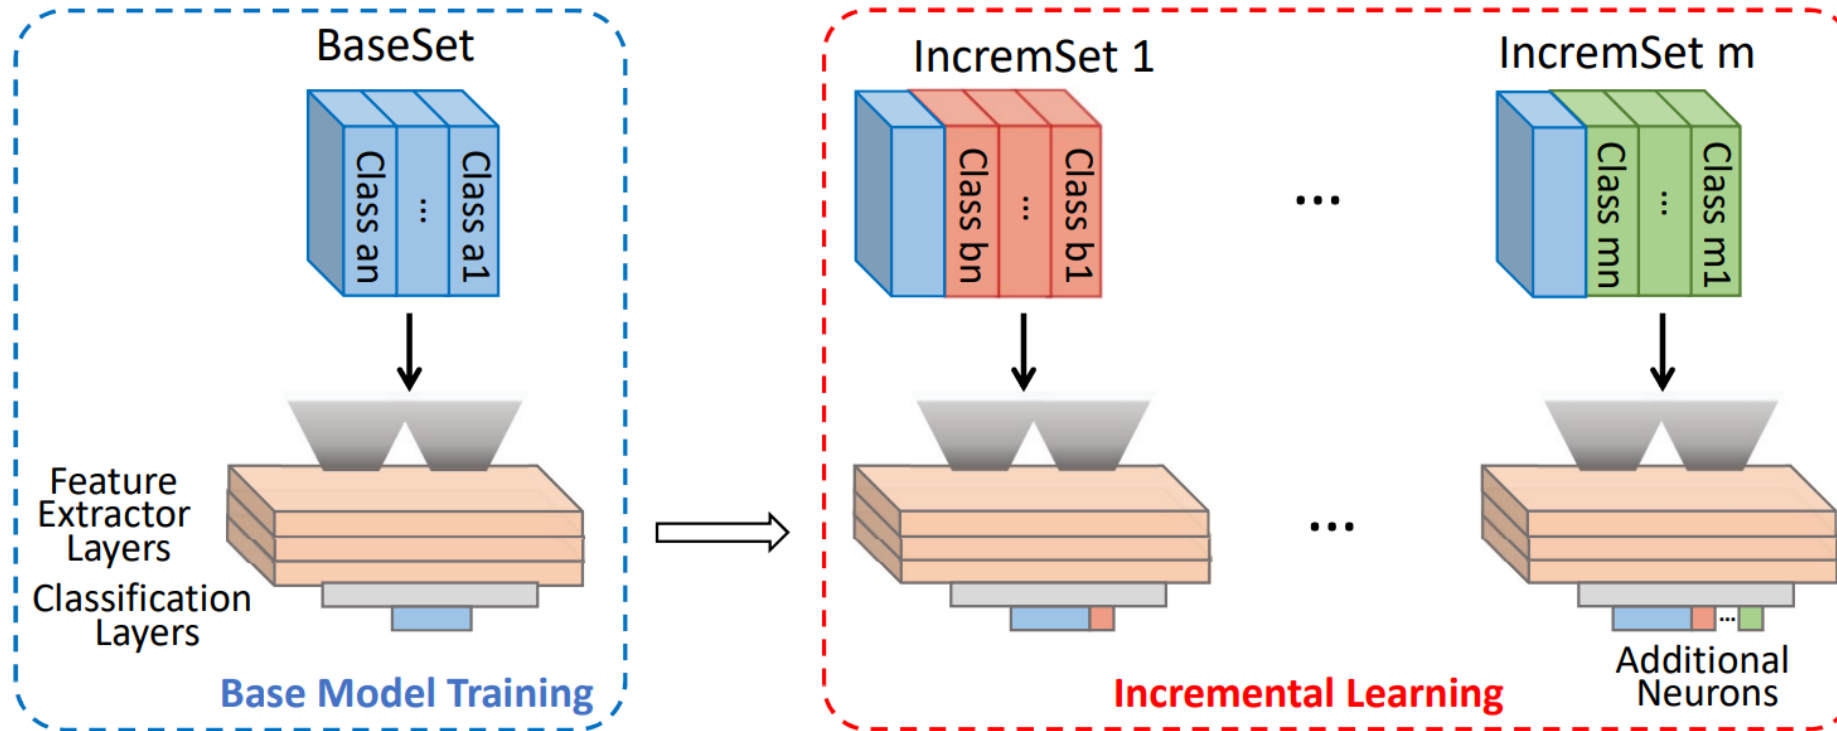 BaseSet
Class an
...
Class a1
Feature
Extractor
Layers
Classification
Layers
Base Model Training
IncremSet 1
Class bn
...
Class b1
...
IncremSet m
Class mn
...
Class m1
...
...
Additional
Neurons
Incremental Learning